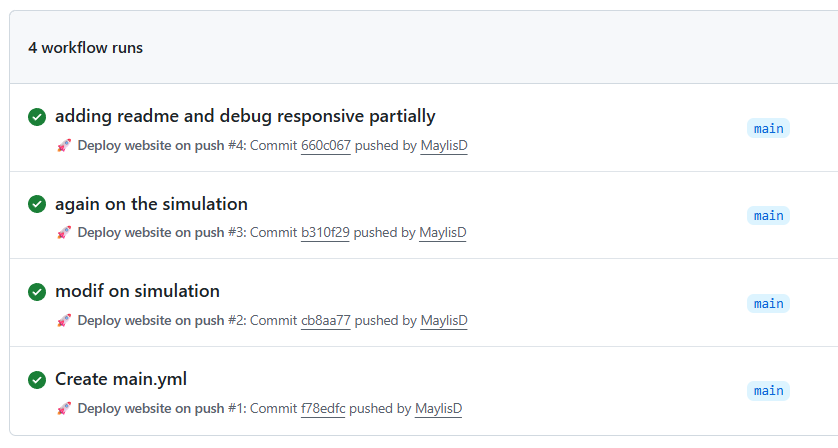 4 workflow runs
adding readme and debug responsive partially
main
🚀 Deploy website on push #4: Commit 660c067 pushed by MaylisD
again on the simulation
main
🚀 Deploy website on push #3: Commit b310f29 pushed by MaylisD
modif on simulation
main
🚀 Deploy website on push #2: Commit cb8aa77 pushed by MaylisD
Create main.yml
main
🚀 Deploy website on push #1: Commit f78edfc pushed by MaylisD